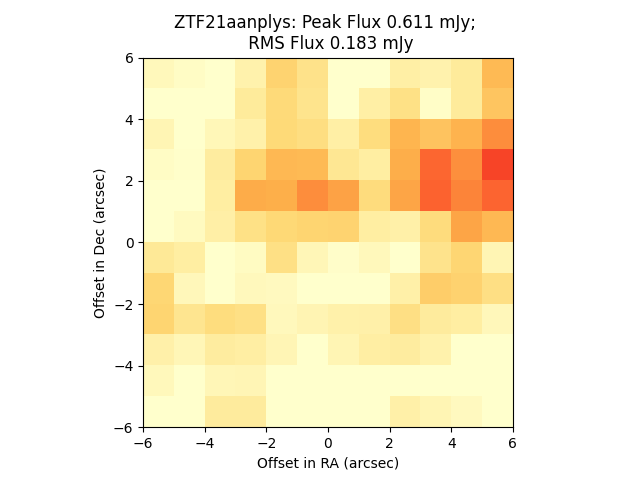 ZTF21aanplys: Peak Flux 0.611 mJy;
RMS Flux 0.183 mJy
6
4
2
0
−2
−4
−6
Offset in Dec (arcsec)
−6 −4 −2 0 2 4 6
Offset in RA (arcsec)